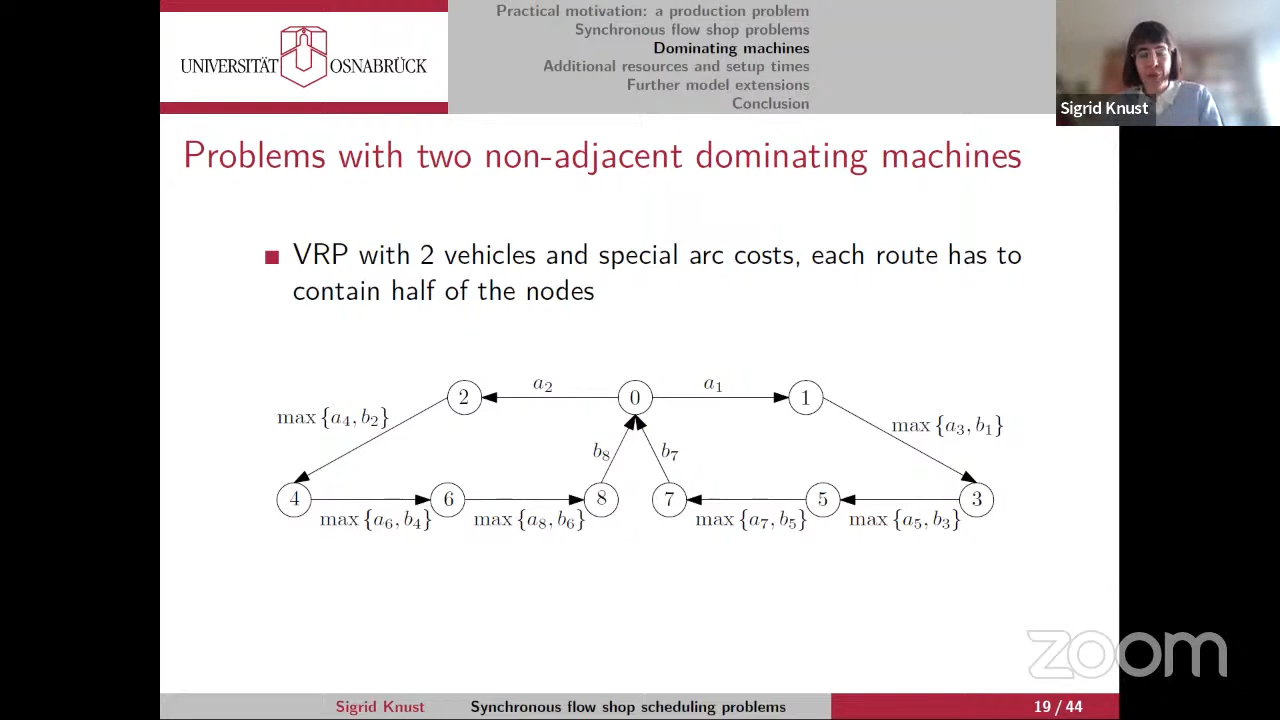 UNIVERSITÄT OSNABRÜCK
Practical motivation: a production problem
Synchronous flow shop problems
Dominating machines
Additional resources and setup times
Further model extensions
Conclusion
Sigrid Knust
Problems with two non-adjacent dominating machines
VRP with 2 vehicles and special arc costs, each route has to
contain half of the nodes
2 a₂ 0 a₁ 1
max {a₄, b₂} max {a₃, b₁}
b₈ b₇
4 6 8 7 5 3
max {a₆, b₄} max {a₈, b₆} max {a₇, b₅} max {a₅, b₃}
zoom
Sigrid Knust Synchronous flow shop scheduling problems 19 / 44